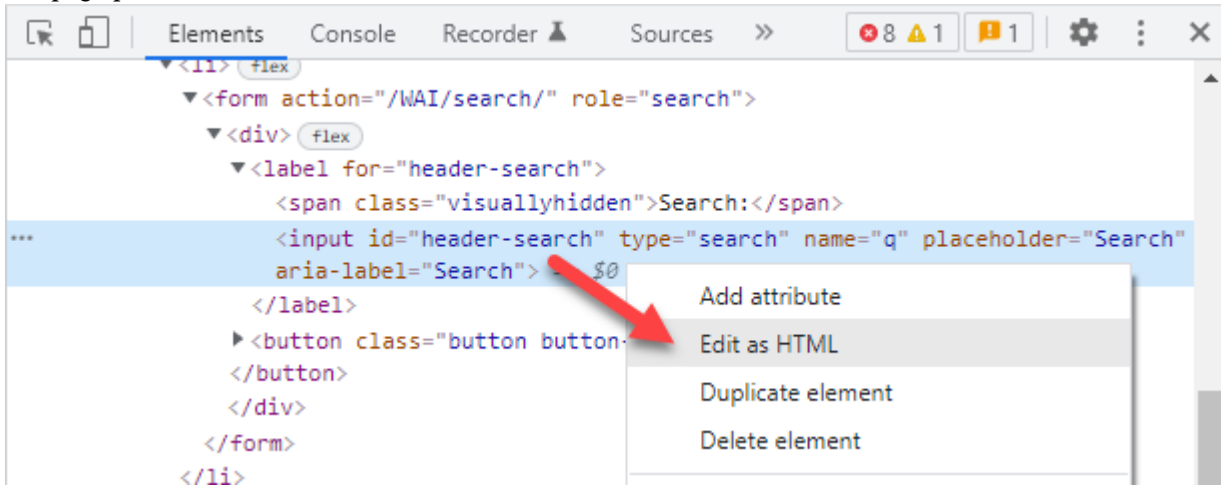 Elements Console Recorder Sources » 8 1 1
<li> flex
▼<form action="/WAI/search/" role="search">
▼<div> flex
▼<label for="header-search">
<span class="visuallyhidden">Search:</span>
... <input id="header-search" type="search" name="q" placeholder="Search"
aria-label="Search"> $0
</label>
▶<button class="button button-
</button>
</div>
</form>
</li>
Add attribute
Edit as HTML
Duplicate element
Delete element